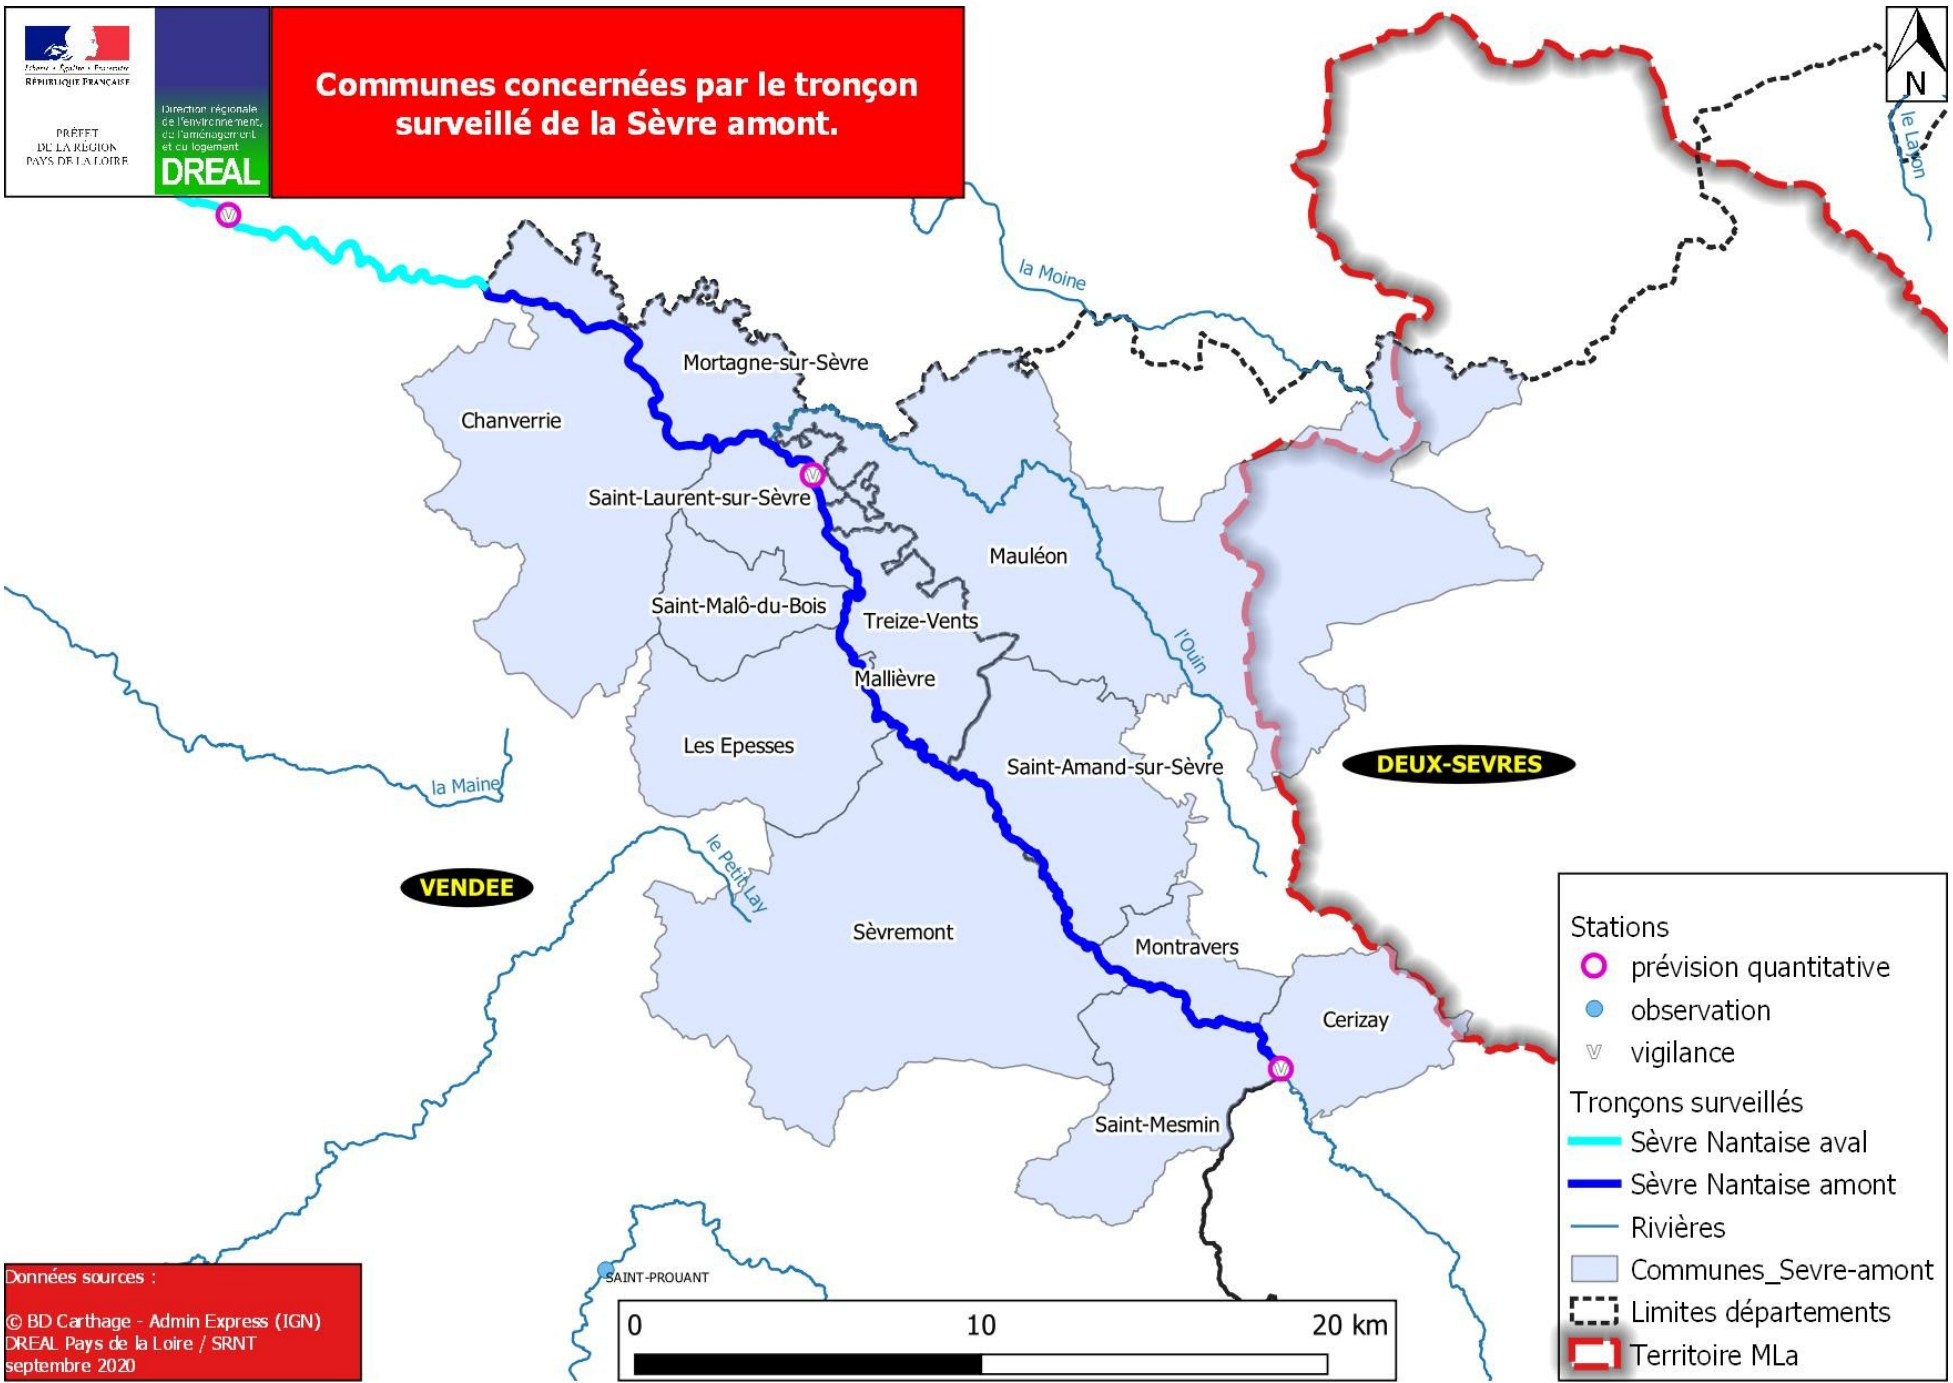 Liberté • Égalité • Fraternité
RÉPUBLIQUE FRANÇAISE
PRÉFET
DE LA RÉGION
PAYS DE LA LOIRE
Direction régionale
de l'environnement,
de l'aménagement
et du logement
DREAL
Communes concernées par le tronçon
surveillé de la Sèvre amont.
N
le Layon
V
la Moine
Mortagne-sur-Sèvre
Chanverrie
V
Saint-Laurent-sur-Sèvre
Mauléon
Saint-Malô-du-Bois
Treize-Vents
l'Ouin
Mallièvre
Les Epesses
Saint-Amand-sur-Sèvre
DEUX-SEVRES
la Maine
le Petit Lay
VENDEE
Sèvremont
Montravers
Cerizay
V
Saint-Mesmin
SAINT-PROUANT
Stations
prévision quantitative
observation
V vigilance
Tronçons surveillés
Sèvre Nantaise aval
Sèvre Nantaise amont
Rivières
Communes_Sevre-amont
Limites départements
Territoire MLa
Données sources :
© BD Carthage - Admin Express (IGN)
DREAL Pays de la Loire / SRNT
septembre 2020
0 10 20 km